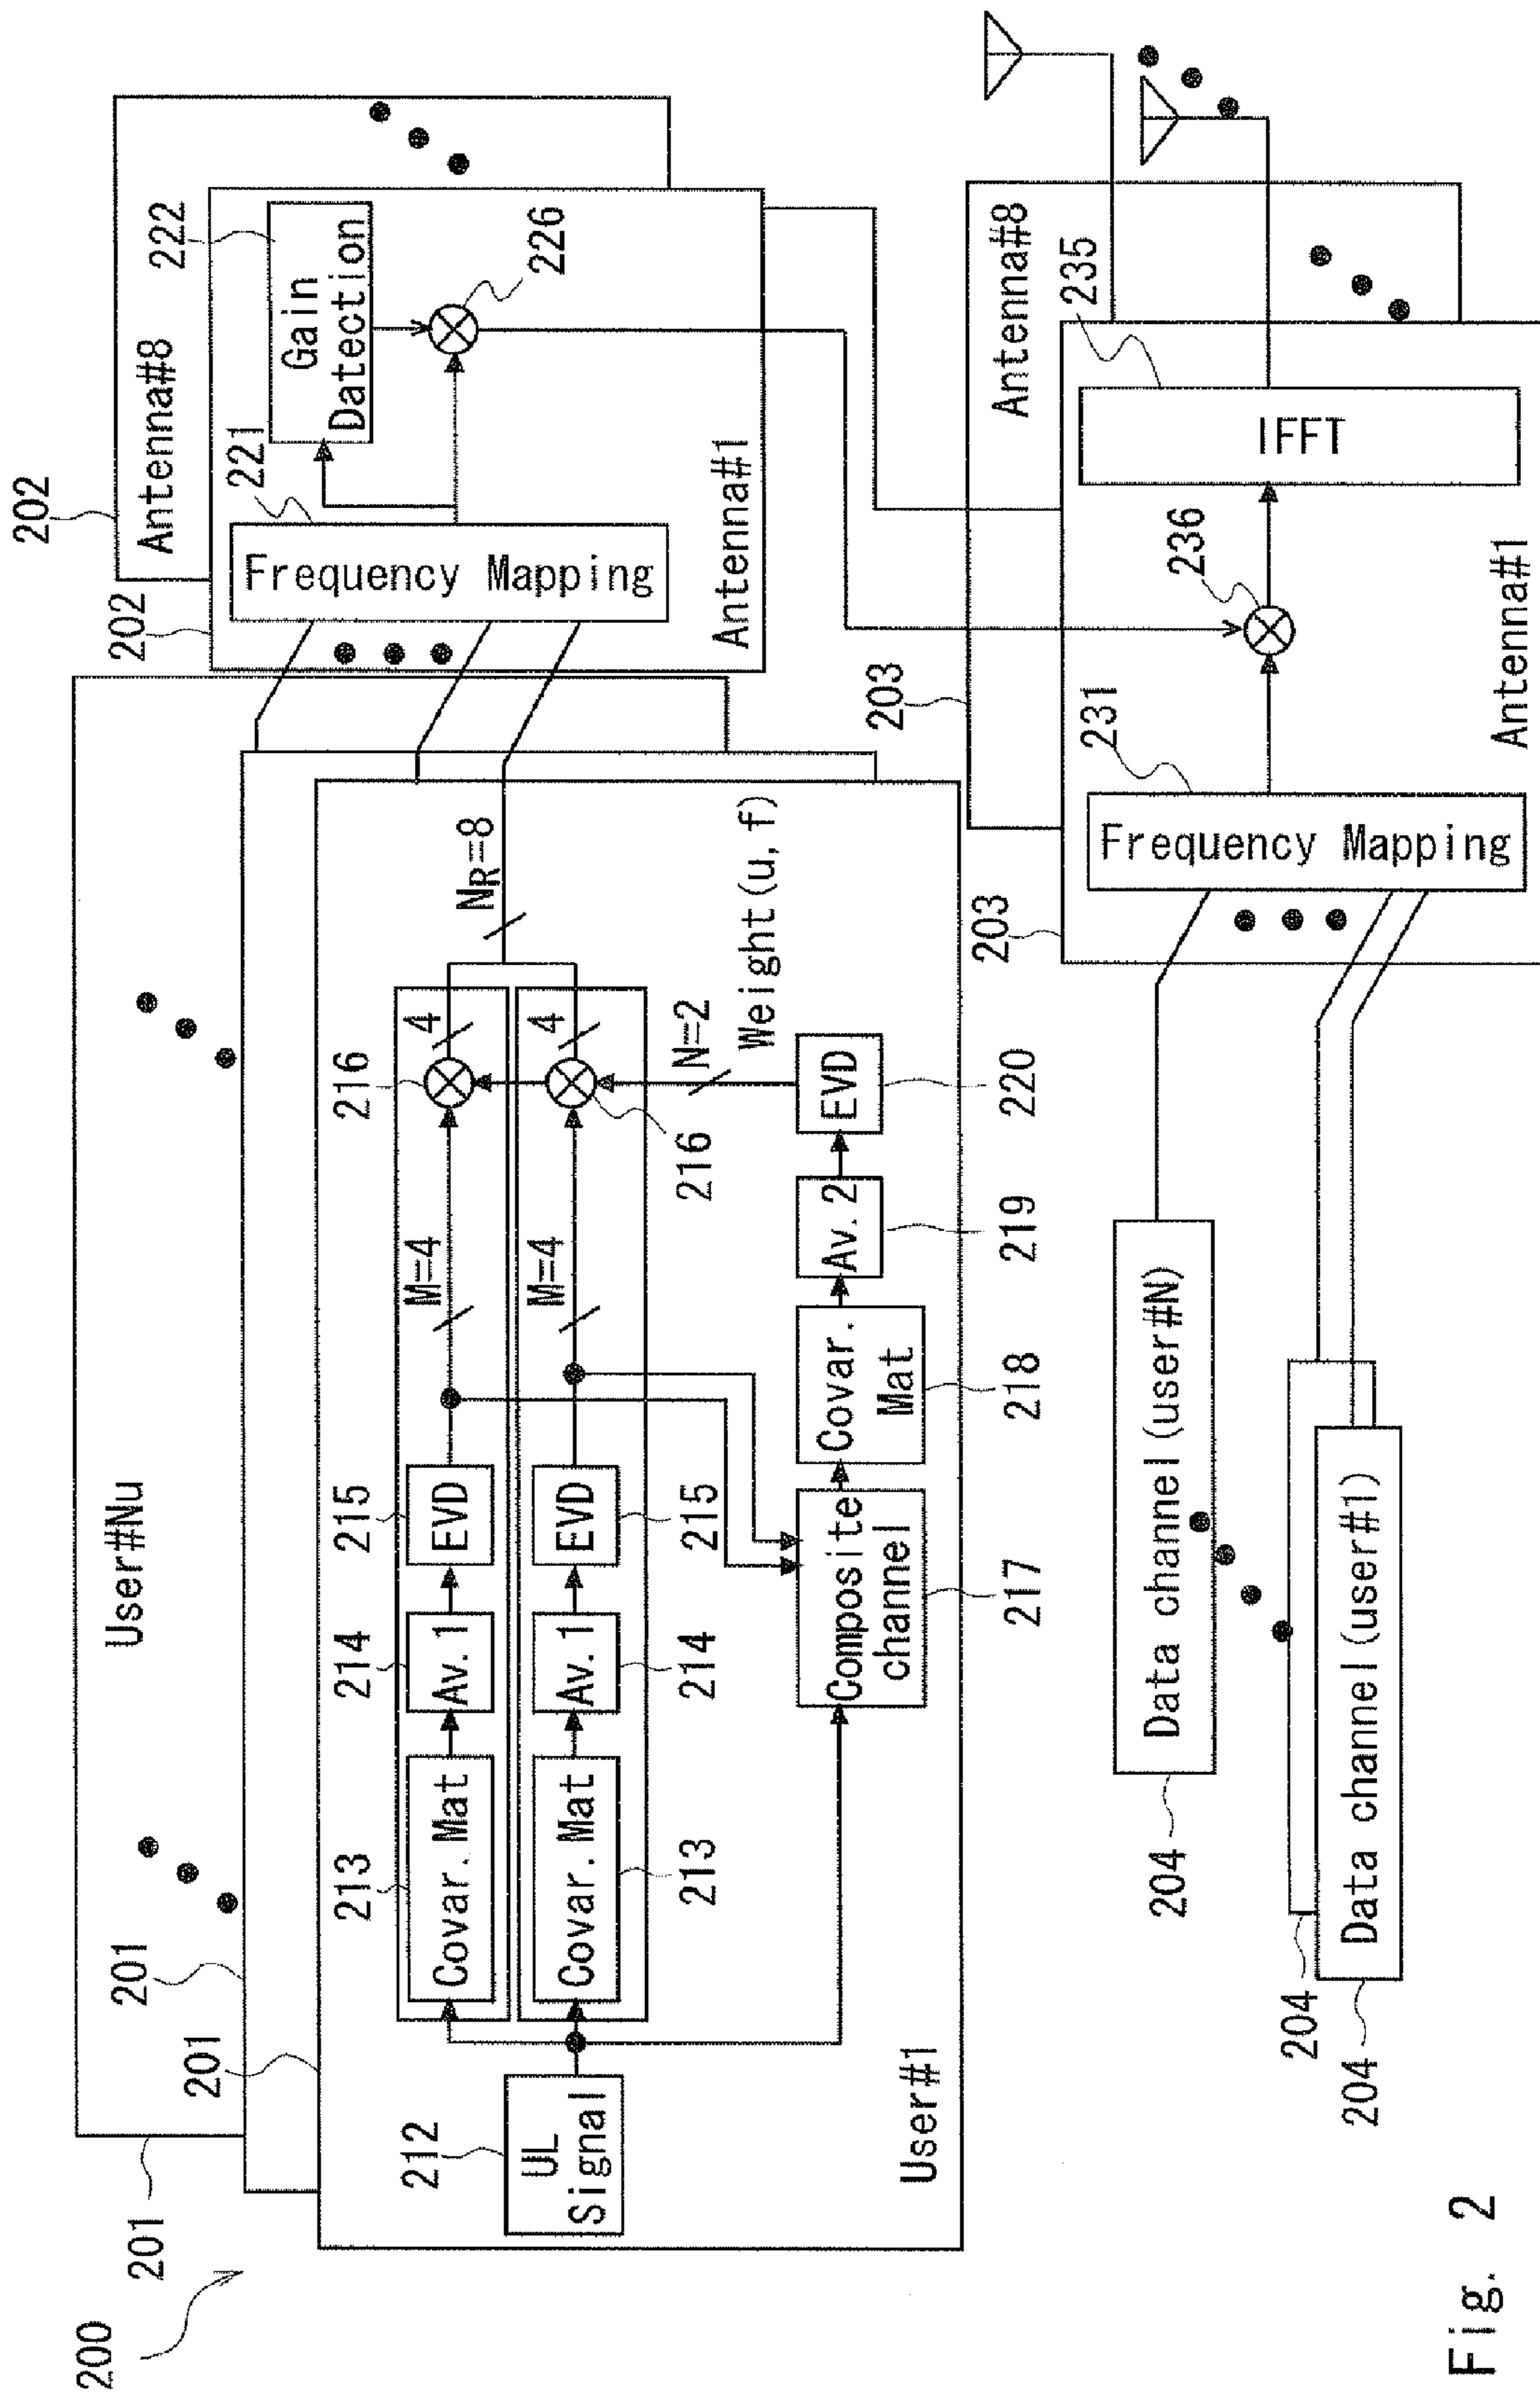 200
201
201
201
User#Nu
User#1
212
UL
Signal
213
Covar.Mat
214
Av.1
215
EVD
M=4
216
4
Covar.Mat
213
Av.1
214
EVD
215
M=4
216
4
NR=8
N=2
Weight(u,f)
Composite
channel
217
Covar.
Mat
218
Av.2
219
EVD
220
202
202
Antenna#8
Antenna#1
221
Frequency Mapping
222
Gain
Datection
226
203
203
Antenna#8
Antenna#1
231
Frequency Mapping
236
235
IFFT
Data channel(user#N)
204
204
Data channel(user#1)
204
Fig. 2